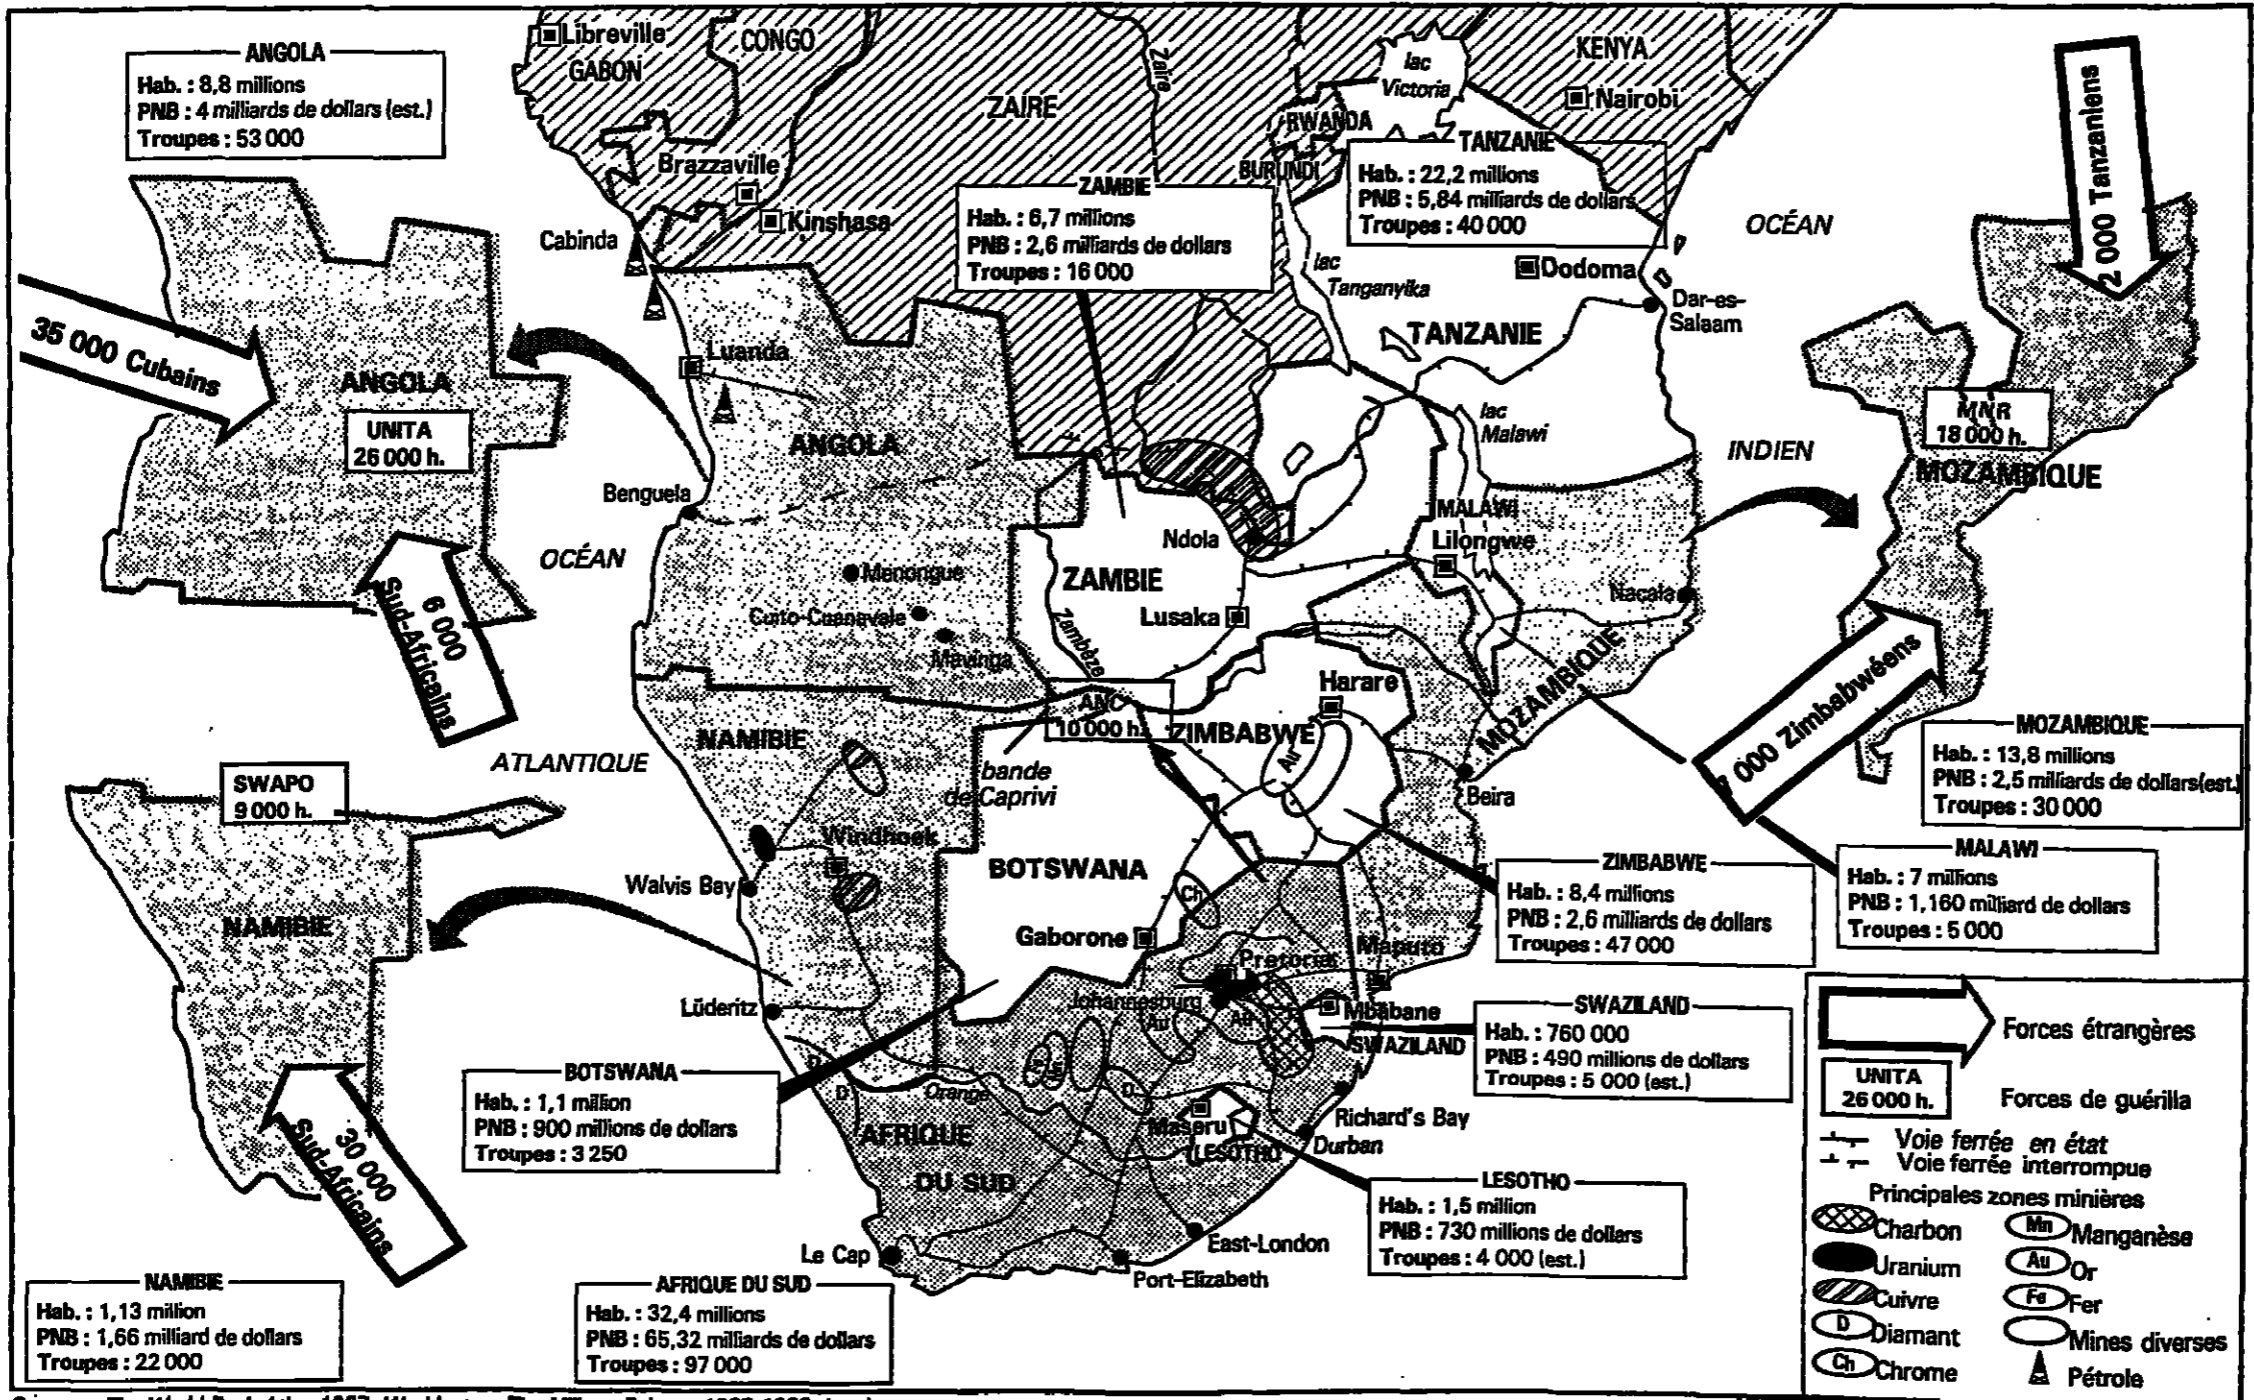 ANGOLA
Hab. : 8,8 millions
PNB : 4 milliards de dollars (est.)
Troupes : 53 000
Libreville
GABON
CONGO
ZAIRE
Zaïre
lac
Victoria
KENYA
Nairobi
RWANDA
BURUNDI
TANZANIE
Hab. : 22,2 millions
PNB : 5,84 milliards de dollars
Troupes : 40 000
2 000 Tanzaniens
Brazzaville
Kinshasa
Cabinda
ZAMBIE
Hab. : 6,7 millions
PNB : 2,6 milliards de dollars
Troupes : 16 000
lac
Tanganyika
Dodoma
Dar-es-
Salaam
TANZANIE
OCÉAN
INDIEN
35 000 Cubains
ANGOLA
UNITA
26 000 h.
6 000
Sud-Africains
Luanda
ANGOLA
Benguela
Menongue
Cuito-Cuanavale
Mavinga
OCÉAN
ATLANTIQUE
lac
Malawi
MALAWI
Lilongwe
Ndola
ZAMBIE
Lusaka
Zambèze
Nacala
MOZAMBIQUE
MNR
18 000 h.
MOZAMBIQUE
000 Zimbabwéens
ANC
10 000 h.
ZIMBABWE
Harare
Au
Beira
bande
de Caprivi
NAMIBIE
Windhoek
Walvis Bay
Lüderitz
SWAPO
9 000 h.
NAMIBIE
30 000
Sud-Africains
BOTSWANA
Gaborone
Ch
Pretoria
Johannesburg
Au
Au
Maputo
Mbabane
SWAZILAND
MOZAMBIQUE
Hab. : 13,8 millions
PNB : 2,5 milliards de dollars(est.)
Troupes : 30 000
MALAWI
Hab. : 7 millions
PNB : 1,160 milliard de dollars
Troupes : 5 000
ZIMBABWE
Hab. : 8,4 millions
PNB : 2,6 milliards de dollars
Troupes : 47 000
SWAZILAND
Hab. : 760 000
PNB : 490 millions de dollars
Troupes : 5 000 (est.)
BOTSWANA
Hab. : 1,1 million
PNB : 900 millions de dollars
Troupes : 3 250
D
D
D
Orange
AFRIQUE
DU SUD
Maseru
LESOTHO
Richard's Bay
Durban
East-London
Port-Elizabeth
Le Cap
LESOTHO
Hab. : 1,5 million
PNB : 730 millions de dollars
Troupes : 4 000 (est.)
NAMIBIE
Hab. : 1,13 million
PNB : 1,66 milliard de dollars
Troupes : 22 000
AFRIQUE DU SUD
Hab. : 32,4 millions
PNB : 65,32 milliards de dollars
Troupes : 97 000
Forces étrangères
UNITA
26 000 h.
Forces de guérilla
Voie ferrée en état
Voie ferrée interrompue
Principales zones minières
Charbon
Uranium
Cuivre
D Diamant
Ch Chrome
Mn Manganèse
Au Or
Fe Fer
Mines diverses
Pétrole